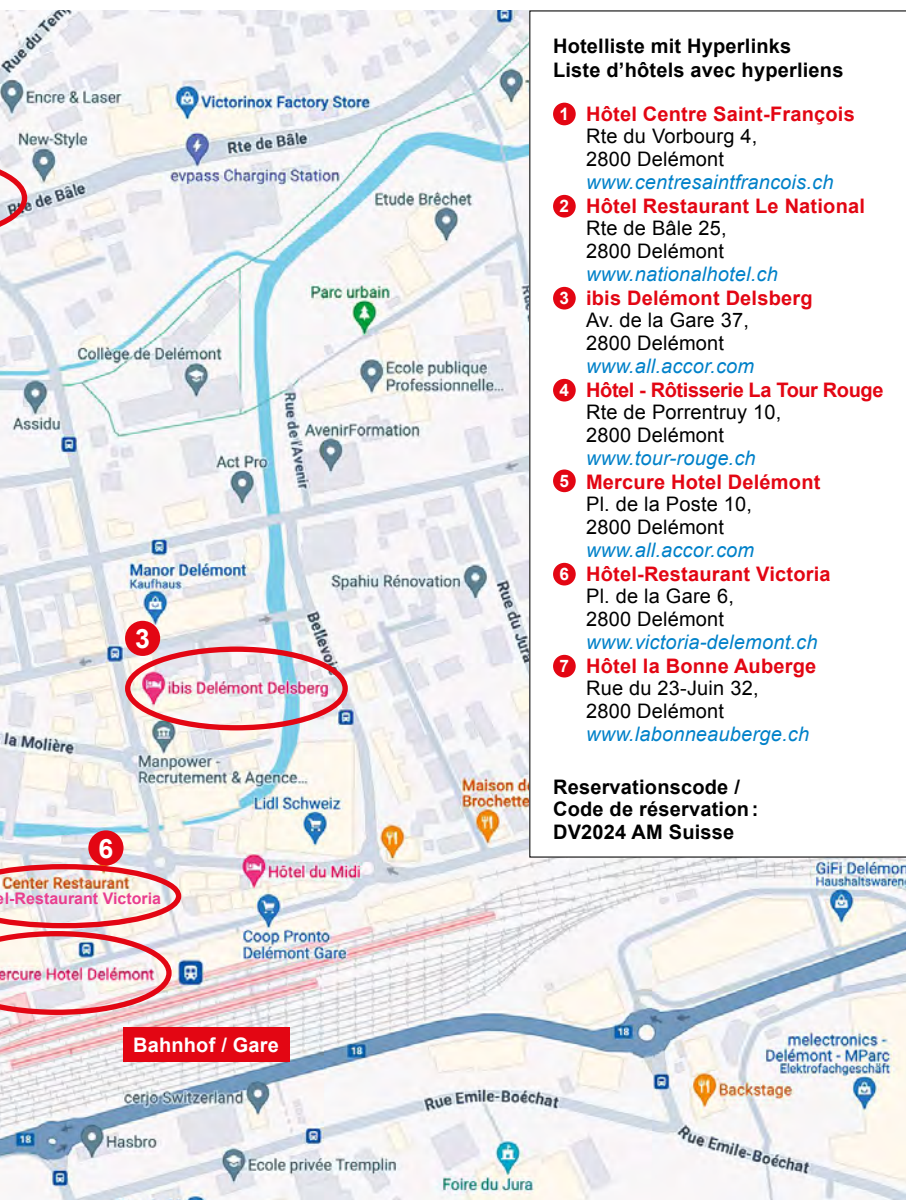 Rue du Tem
Encre & Laser
Victorinox Factory Store
New-Style
Rte de Bâle
evpass Charging Station
Rte de Bâle
Etude Brêchet
Parc urbain
Collège de Delémont
Ecole publique
Professionnelle...
Assidu
Rue de l'Avenir
AvenirFormation
Act Pro
Manor Delémont
Kaufhaus
Spahiu Rénovation
Rue du Jura
Bellevoie
3
ibis Delémont Delsberg
la Molière
Manpower -
Recrutement & Agence...
Lidl Schweiz
Maison d
Brochette
6
Center Restaurant
el-Restaurant Victoria
Hôtel du Midi
Coop Pronto
Delémont Gare
ercure Hotel Delémont
Bahnhof / Gare
18
18
18
cerjo Switzerland
Hasbro
Ecole privée Tremplin
Rue Emile-Boéchat
Foire du Jura
Backstage
Rue Emile-Boéchat
GiFi Delémon
Haushaltswareng
melectronics -
Delémont - MParc
Elektrofachgeschäft
Hotelliste mit Hyperlinks
Liste d'hôtels avec hyperliens
1 Hôtel Centre Saint-François
Rte du Vorbourg 4,
2800 Delémont
www.centresaintfrancois.ch
2 Hôtel Restaurant Le National
Rte de Bâle 25,
2800 Delémont
www.nationalhotel.ch
3 ibis Delémont Delsberg
Av. de la Gare 37,
2800 Delémont
www.all.accor.com
4 Hôtel - Rôtisserie La Tour Rouge
Rte de Porrentruy 10,
2800 Delémont
www.tour-rouge.ch
5 Mercure Hotel Delémont
Pl. de la Poste 10,
2800 Delémont
www.all.accor.com
6 Hôtel-Restaurant Victoria
Pl. de la Gare 6,
2800 Delémont
www.victoria-delemont.ch
7 Hôtel la Bonne Auberge
Rue du 23-Juin 32,
2800 Delémont
www.labonneauberge.ch
Reservationscode /
Code de réservation :
DV2024 AM Suisse